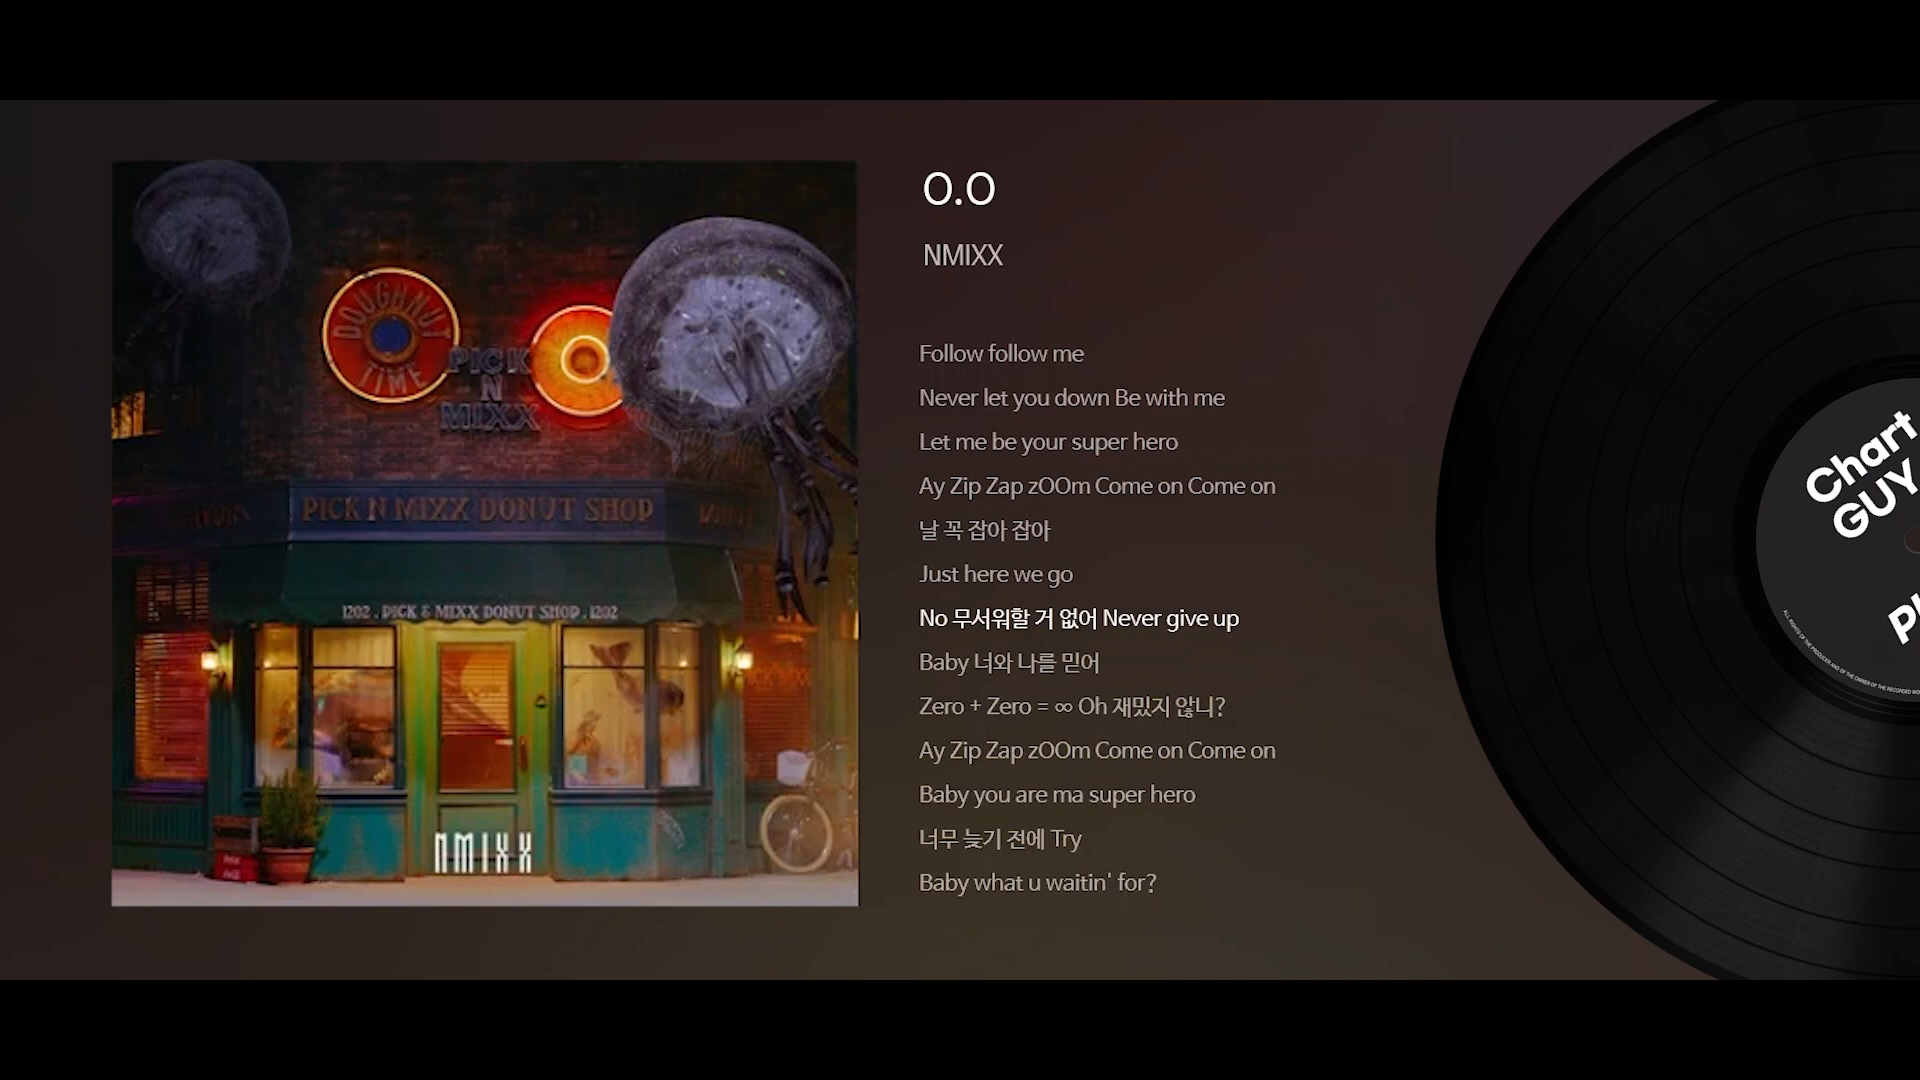 O.O
NMIXX
Follow follow me
Never let you down Be with me
Let me be your super hero
Ay Zip Zap zOOm Come on Come on
날 꼭 잡아 잡아
Just here we go
No 무서워할 거 없어 Never give up
Baby 너와 나를 믿어
Zero + Zero = ∞ Oh 재밌지 않니?
Ay Zip Zap zOOm Come on Come on
Baby you are ma super hero
너무 늦기 전에 Try
Baby what u waitin' for?
DOUGHNUT
TIME
PICK
N
MIXX
PICK N MIXX DONUT SHOP
1202 . PICK & MIXX DONUT SHOP . 1202
NMIXX
Chart
GUY